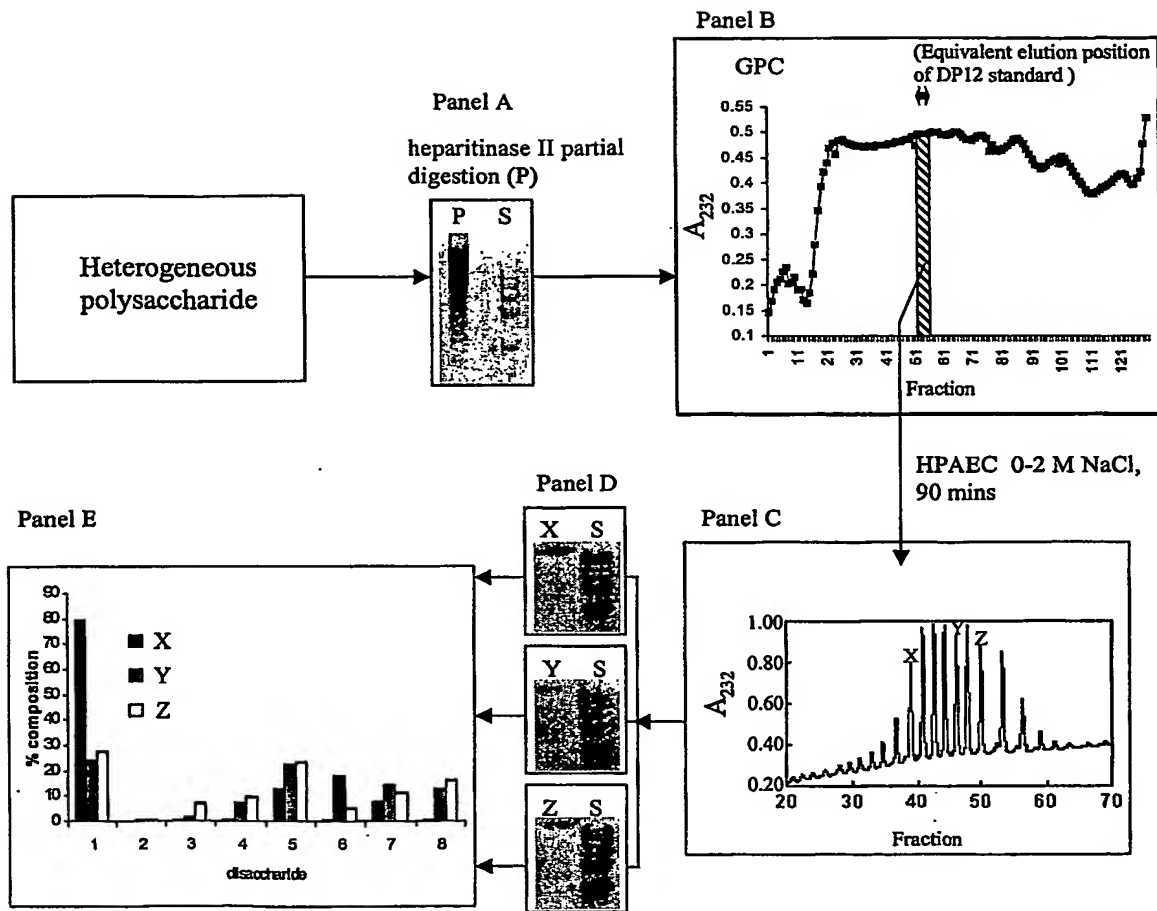 Panel B
(Equivalent elution position
of DP12 standard )
GPC
0.55
0.5
0.45
0.4
0.35
0.3
0.25
0.2
0.15
0.1
A232
1
11
21
31
41
51
61
71
81
91
101
111
121
Fraction
Panel A
heparitinase II partial
digestion (P)
P S
Heterogeneous
polysaccharide
HPAEC 0-2 M NaCl,
90 mins
Panel C
1.00
0.80
0.60
0.40
0.20
A232
X
Y
Z
20 30 40 50 60 70
Fraction
Panel D
X S
Y S
Z S
Panel E
90
80
70
60
50
40
30
20
10
0
% composition
X
Y
Z
1 2 3 4 5 6 7 8
disaccharide